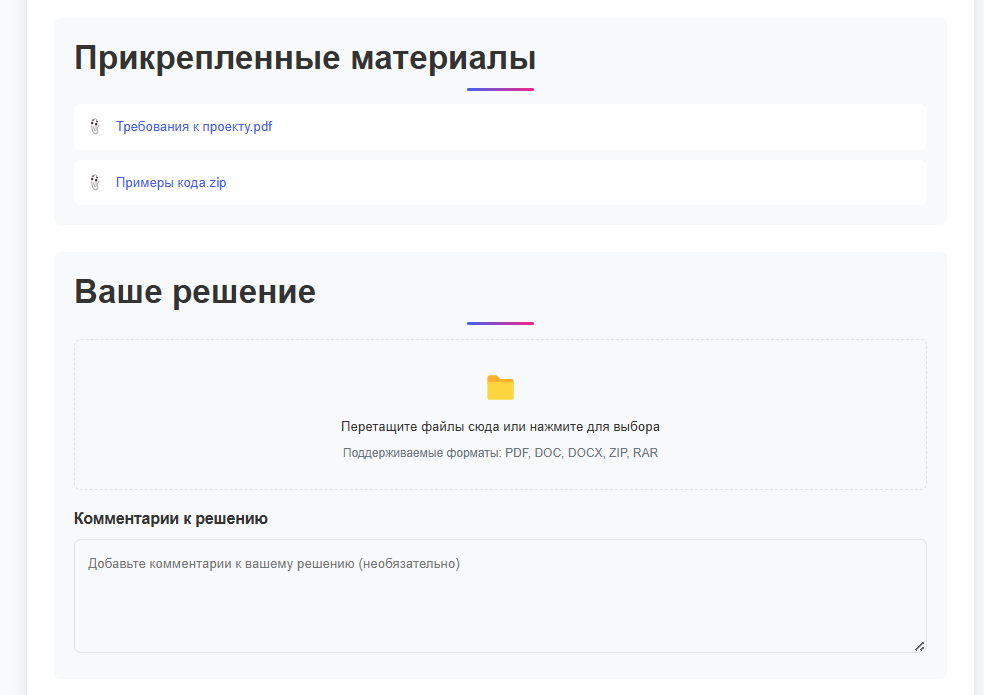 Прикрепленные материалы
Требования к проекту.pdf
Примеры кода.zip
Ваше решение
Перетащите файлы сюда или нажмите для выбора
Поддерживаемые форматы: PDF, DOC, DOCX, ZIP, RAR
Комментарии к решению
Добавьте комментарии к вашему решению (необязательно)